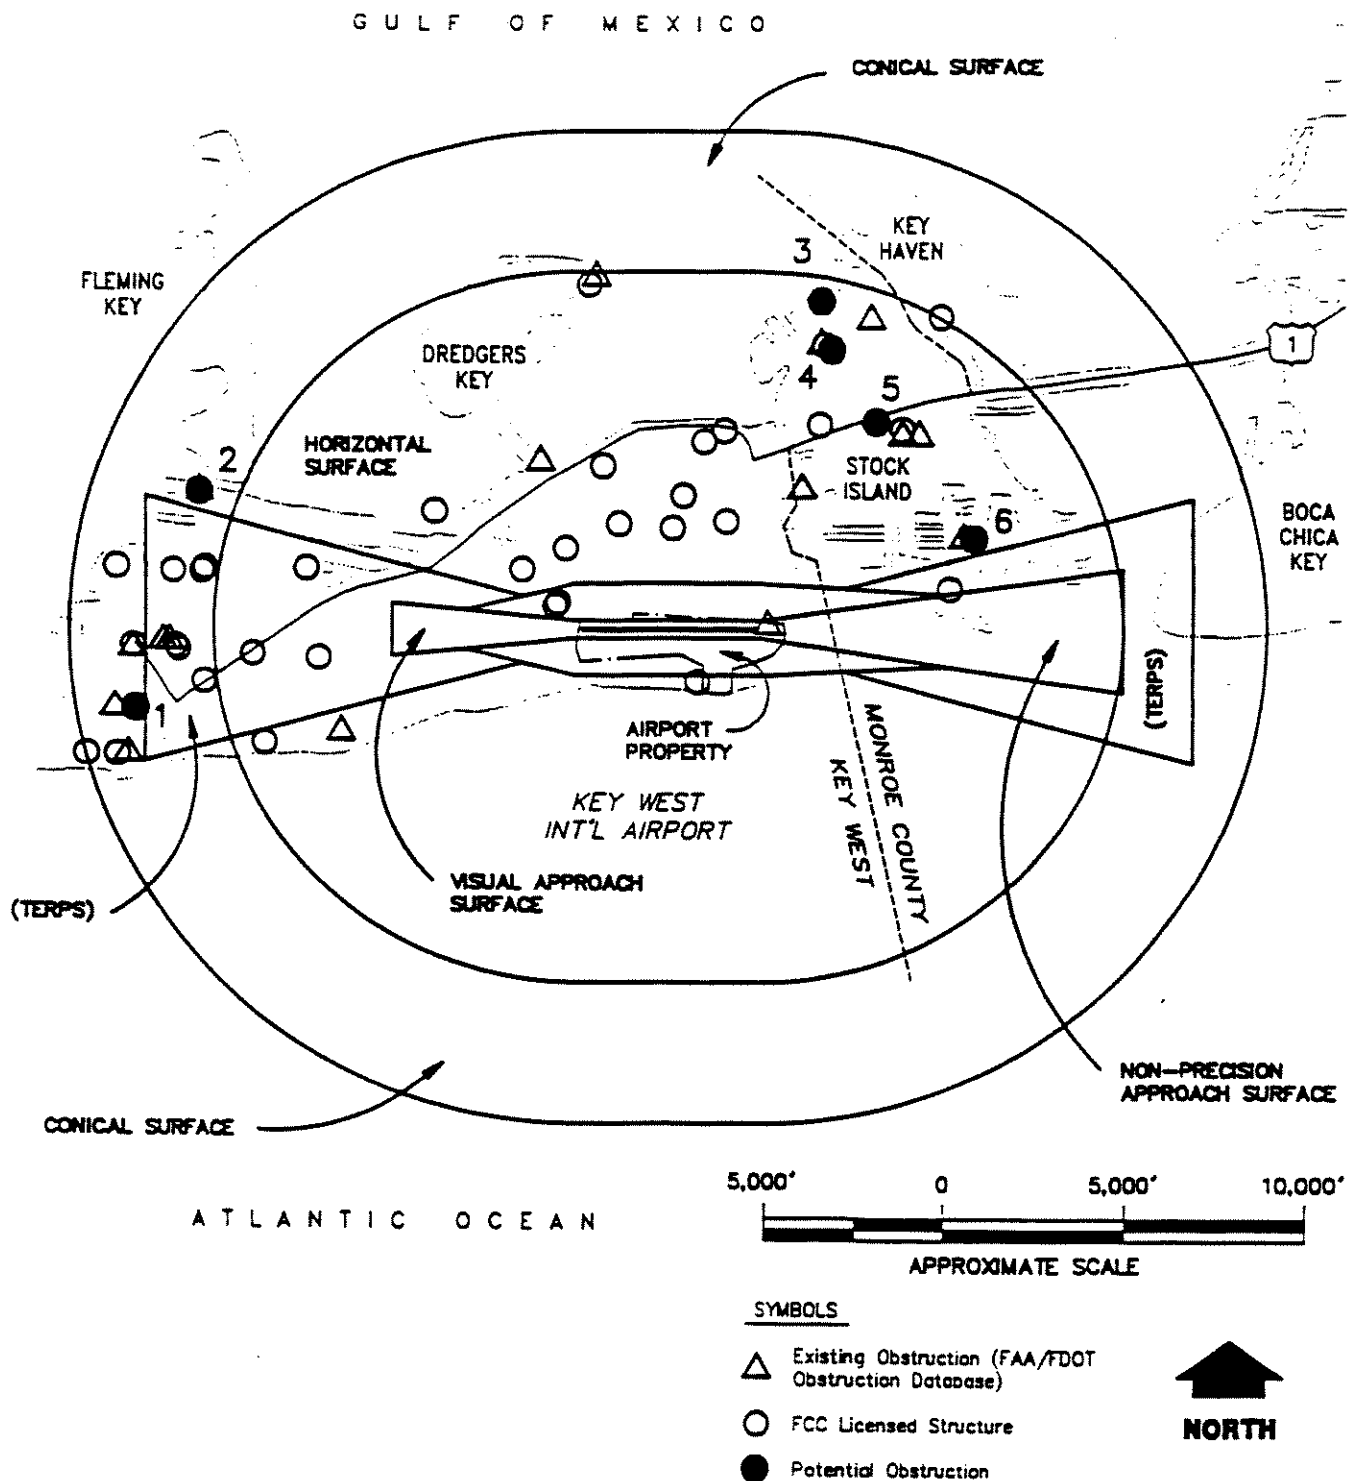 GULF OF MEXICO
CONICAL SURFACE
KEY
HAVEN
3
FLEMING
KEY
1
DREDGERS
KEY
4
5
HORIZONTAL
SURFACE
2
STOCK
ISLAND
BOCA
CHICA
KEY
6
(TERPS)
1
AIRPORT
PROPERTY
MONROE COUNTY
KEY WEST
KEY WEST
INT'L AIRPORT
VISUAL APPROACH
SURFACE
(TERPS)
NON-PRECISION
APPROACH SURFACE
CONICAL SURFACE
5,000' 0 5,000' 10,000'
ATLANTIC OCEAN
APPROXIMATE SCALE
SYMBOLS
Existing Obstruction (FAA/FDOT
Obstruction Database)
FCC Licensed Structure
NORTH
Potential Obstruction